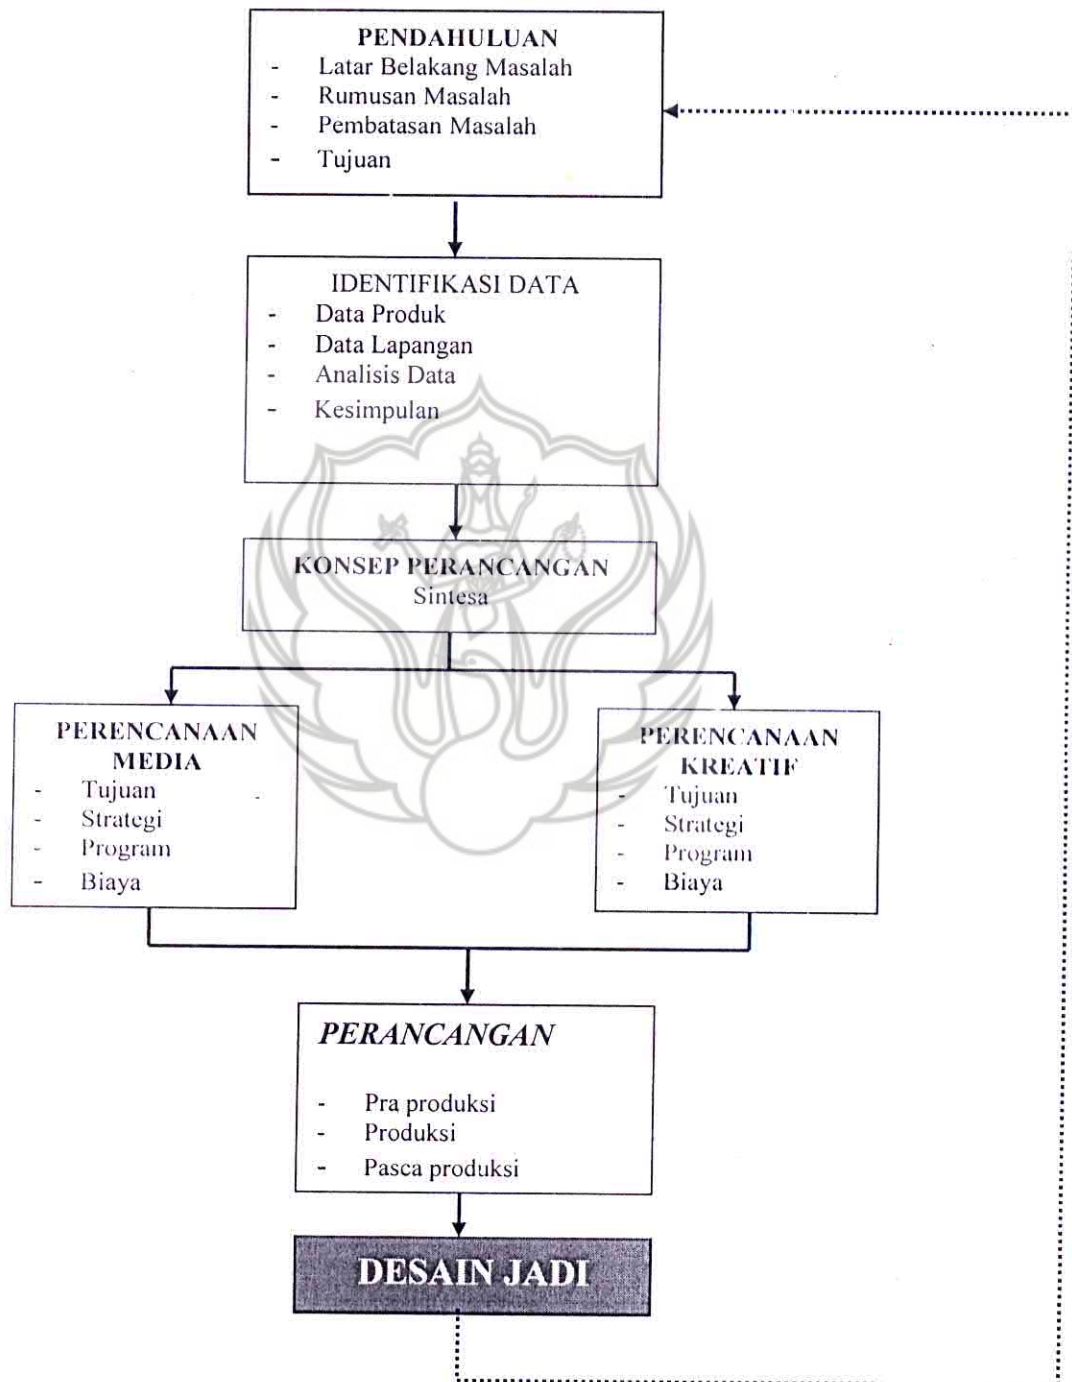 PENDAHULUAN
- Latar Belakang Masalah
- Rumusan Masalah
- Pembatasan Masalah
- Tujuan
IDENTIFIKASI DATA
- Data Produk
- Data Lapangan
- Analisis Data
- Kesimpulan
KONSEP PERANCANGAN
Sintesa
PERENCANAAN
MEDIA
- Tujuan
- Strategi
- Program
- Biaya
PERENCANAAN
KREATIF
- Tujuan
- Strategi
- Program
- Biaya
PERANCANGAN
- Pra produksi
- Produksi
- Pasca produksi
DESAIN JADI